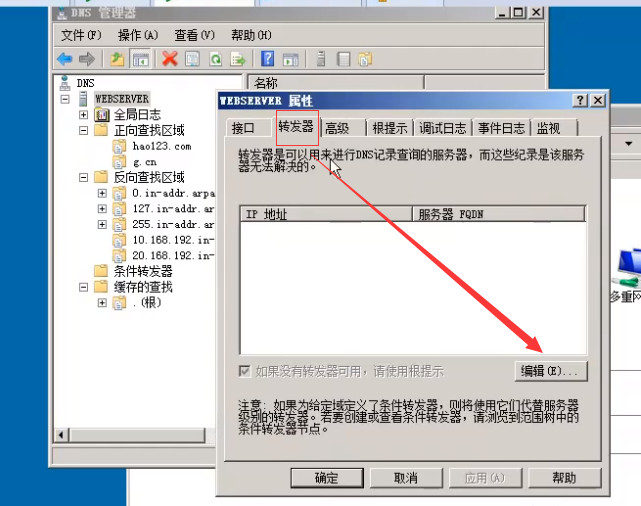 DNS 管理器
文件(F) 操作(A) 查看(V) 帮助(H)
DNS
WEBSERVER
全局日志
正向查找区域
hao123.com
g.cn
反向查找区域
0.in-addr.arpa
127.in-addr.ar
255.in-addr.ar
10.168.192.in-
20.168.192.in-
条件转发器
缓存的查找
.(根)
名称
WEBSERVER 属性
接口 转发器 高级 根提示 调试日志 事件日志 监视
转发器是可以用来进行DNS记录查询的服务器，而这些纪录是该服务
器无法解决的。
IP 地址 服务器 FQDN
如果没有转发器可用，请使用根提示
编辑(E)...
注意: 如果为给定域定义了条件转发器，则将使用它们代替服务器
级别的转发器。若要创建或查看条件转发器，请浏览到范围树中的
条件转发器节点。
确定 取消 应用(A) 帮助
多重网